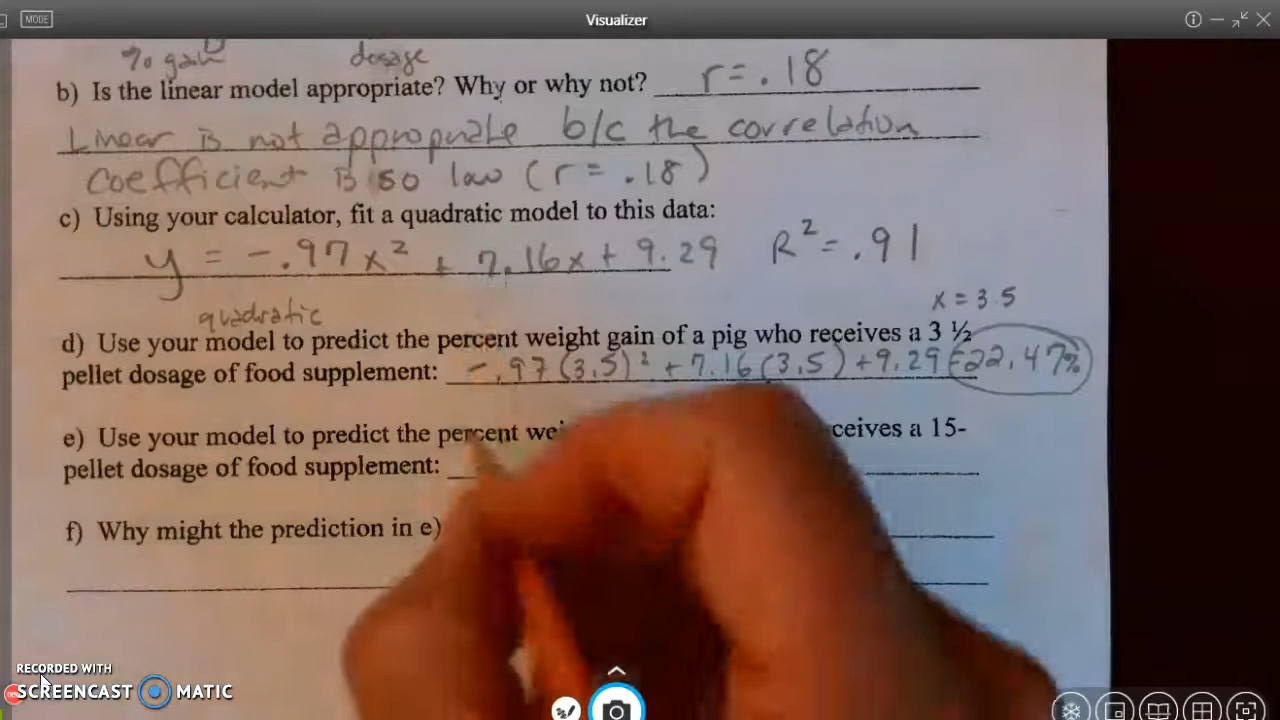 MODE
Visualizer
% gain dosage
b) Is the linear model appropriate? Why or why not? r = .18
Linear is not appropriate b/c the correlation
coefficient is so low (r = .18)
c) Using your calculator, fit a quadratic model to this data:
y = -.97x² + 7.16x + 9.29 R² = .91
quadratic x = 3.5
d) Use your model to predict the percent weight gain of a pig who receives a 3 ½
pellet dosage of food supplement: -.97(3.5)² + 7.16(3.5) + 9.29 = 22.47%
e) Use your model to predict the percent we ceives a 15-
pellet dosage of food supplement:
f) Why might the prediction in e)
RECORDED WITH
SCREENCAST MATIC